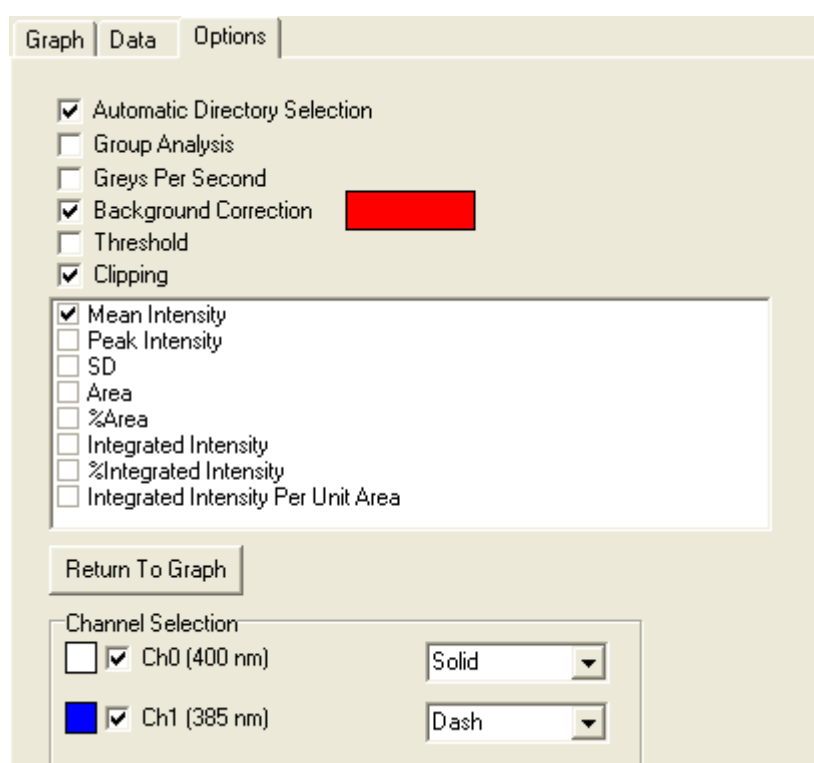 Graph Data Options
Automatic Directory Selection
Group Analysis
Greys Per Second
Background Correction
Threshold
Clipping
Mean Intensity
Peak Intensity
SD
Area
%Area
Integrated Intensity
%Integrated Intensity
Integrated Intensity Per Unit Area
Return To Graph
Channel Selection
Ch0 (400 nm) Solid
Ch1 (385 nm) Dash